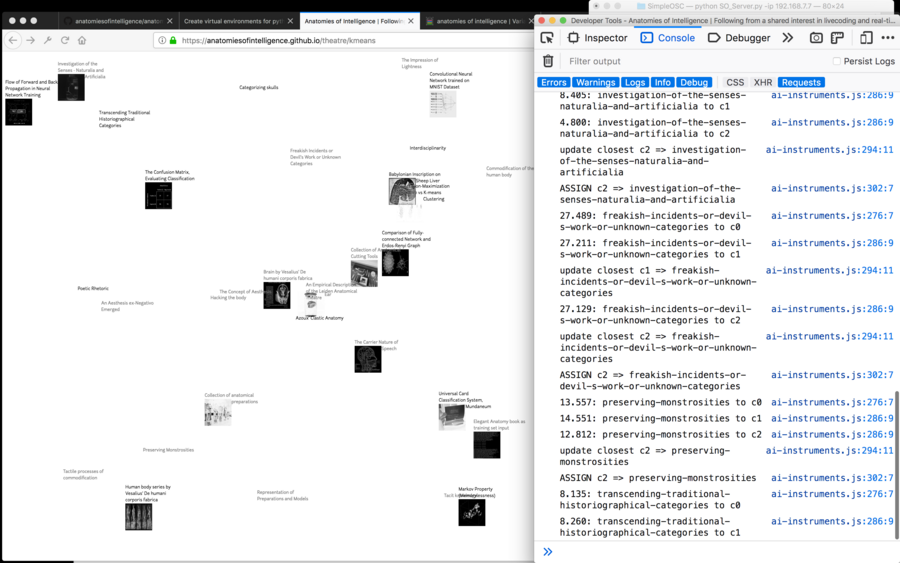 SimpleOSC — python SO_Server.py -ip 192.168.7.7 — 80×24
anatomiesofintelligence/anaton
Create virtual environments for pyth
Anatomies of Intelligence | Follow
anatomies of intelligence | Varia
https://anatomiesofintelligence.github.io/theatre/kmeans
Investigation of the
Senses - Naturalia and
Artificialia
Flow of Forward and Back
Propagation in Neural
Network Training
Transcending Traditional
Historiographical
Categories
Categorizing skulls
The Impression of
Lightness
Convolutional Neural
Network trained on
MNIST Dataset
Freakish Incidents or
Devil's Work or Unknown
Categories
Interdisciplinarity
Commodification of the
human body
The Confusion Matrix,
Evaluating Classification
Babylonian Inscription on
Sheep Liver
on Maximization
vs K-means
Clustering
Comparison of Fully-
connected Network and
Erdos-Renyi Graph
Collection of
Cutting Tools
Brain by Vesalius' De
humani corporis fabrica
The Concept of
Hacking the body
An Empirical Description
of the Leiden Anatomical
Theatre
Poetic Rhetoric
An Aesthesis ex-Negativo
Emerged
Azoux' Clastic Anatomy
The Carrier Nature of
Speech
Collection of anatomical
preparations
Universal Card
Classification System,
Mundaneum
Elegant Anatomy book as
training set input
Preserving Monstrosities
Tactile processes of
commodification
Human body series by
Vesalius' De humani
corporis fabrica
Representation of
Preparations and Models
Markov Property
(Memorylessness)
Developer Tools - Anatomies of Intelligence | Following from a shared interest in livecoding and real-ti...
Inspector
Console
Debugger
Filter output
Persist Logs
Errors
Warnings
Logs
Info
Debug
CSS
XHR
Requests
8.405: investigation-of-the-senses- ai-instruments.js:286:9
naturalia-and-artificialia to c1
4.800: investigation-of-the-senses- ai-instruments.js:286:9
naturalia-and-artificialia to c2
update closest c2 => investigation- ai-instruments.js:294:11
of-the-senses-naturalia-and-
artificialia
ASSIGN c2 => investigation-of-the- ai-instruments.js:302:7
senses-naturalia-and-artificialia
27.489: freakish-incidents-or-devil- ai-instruments.js:276:7
s-work-or-unknown-categories to c0
27.211: freakish-incidents-or-devil- ai-instruments.js:286:9
s-work-or-unknown-categories to c1
update closest c1 => freakish- ai-instruments.js:294:11
incidents-or-devil-s-work-or-unknown-
categories
27.129: freakish-incidents-or-devil- ai-instruments.js:286:9
s-work-or-unknown-categories to c2
update closest c2 => freakish- ai-instruments.js:294:11
incidents-or-devil-s-work-or-unknown-
categories
ASSIGN c2 => freakish-incidents-or- ai-instruments.js:302:7
devil-s-work-or-unknown-categories
13.557: preserving-monstrosities to c0 ai-instruments.js:276:7
14.551: preserving-monstrosities to c1 ai-instruments.js:286:9
12.812: preserving-monstrosities to c2 ai-instruments.js:286:9
update closest c2 => preserving- ai-instruments.js:294:11
monstrosities
ASSIGN c2 => preserving-monstrosities ai-instruments.js:302:7
8.135: transcending-traditional- ai-instruments.js:276:7
historiographical-categories to c0
8.260: transcending-traditional- ai-instruments.js:286:9
historiographical-categories to c1